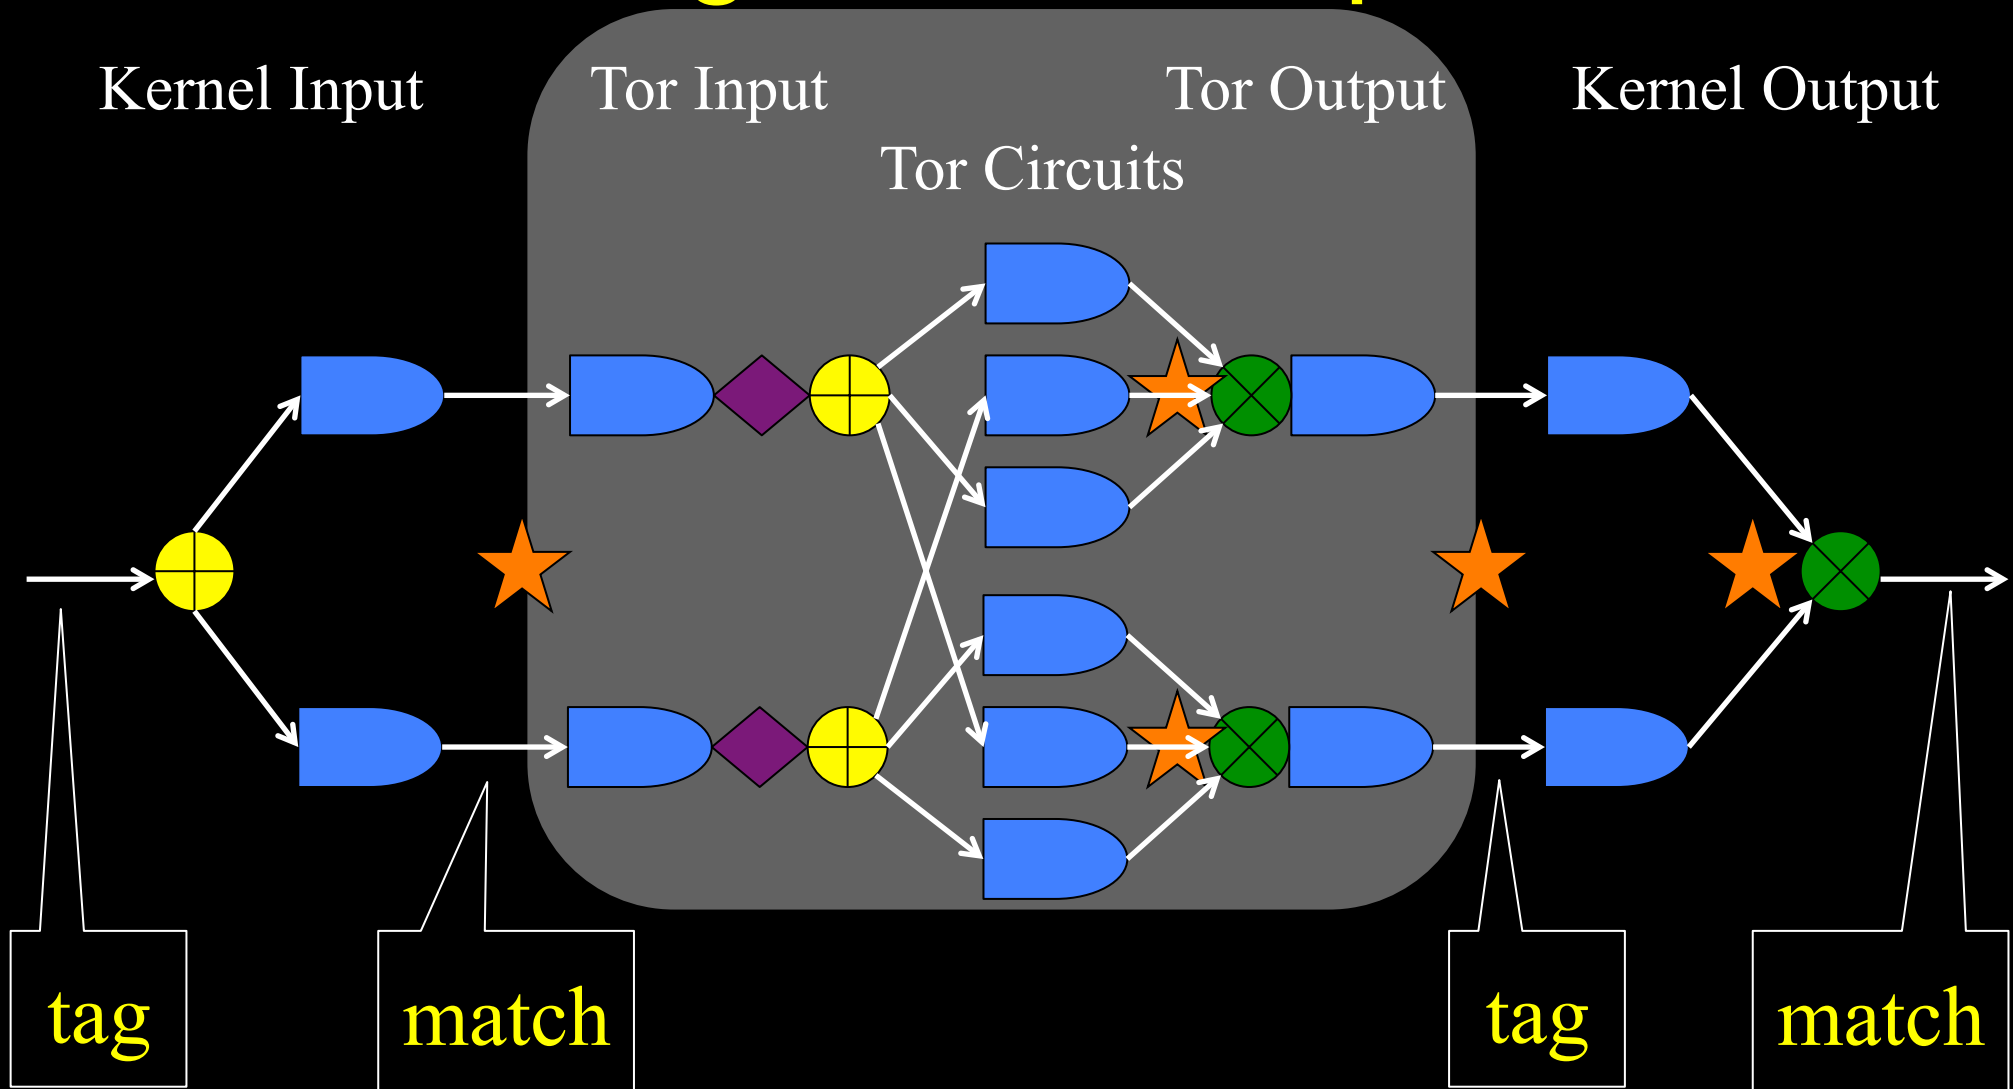 Kernel Input
Tor Input
Tor Output
Kernel Output
Tor Circuits
tag
match
tag
match